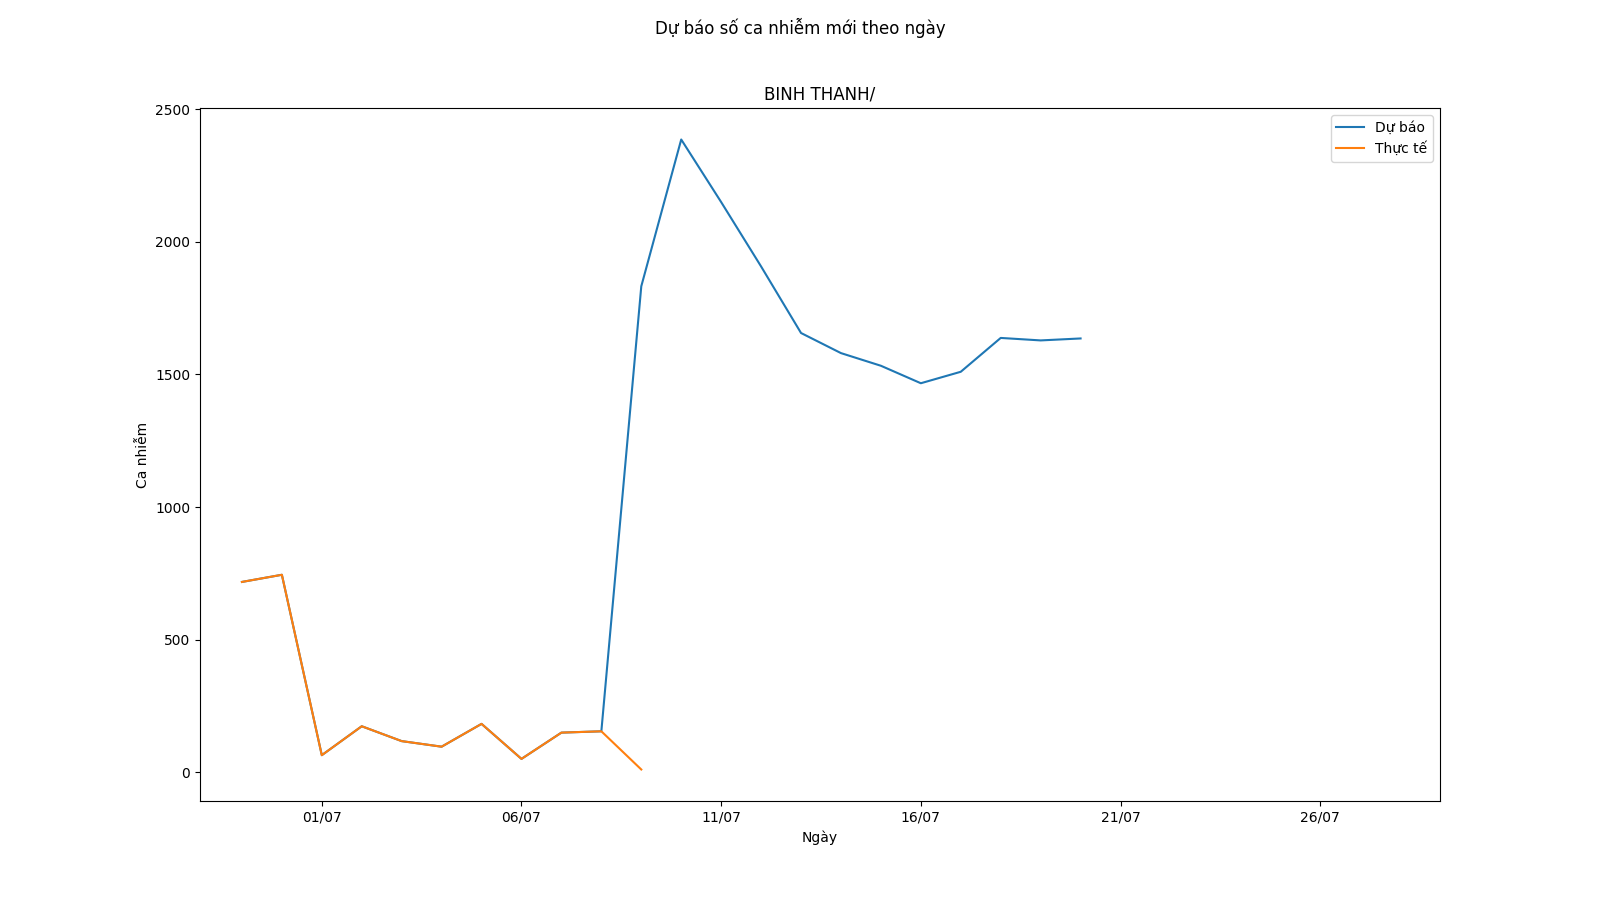 Dự báo số ca nhiễm mới theo ngày
BINH THANH/
2500
2000
1500
1000
500
0
Ca nhiễm
Dự báo
Thực tế
01/07
06/07
11/07
16/07
21/07
26/07
Ngày